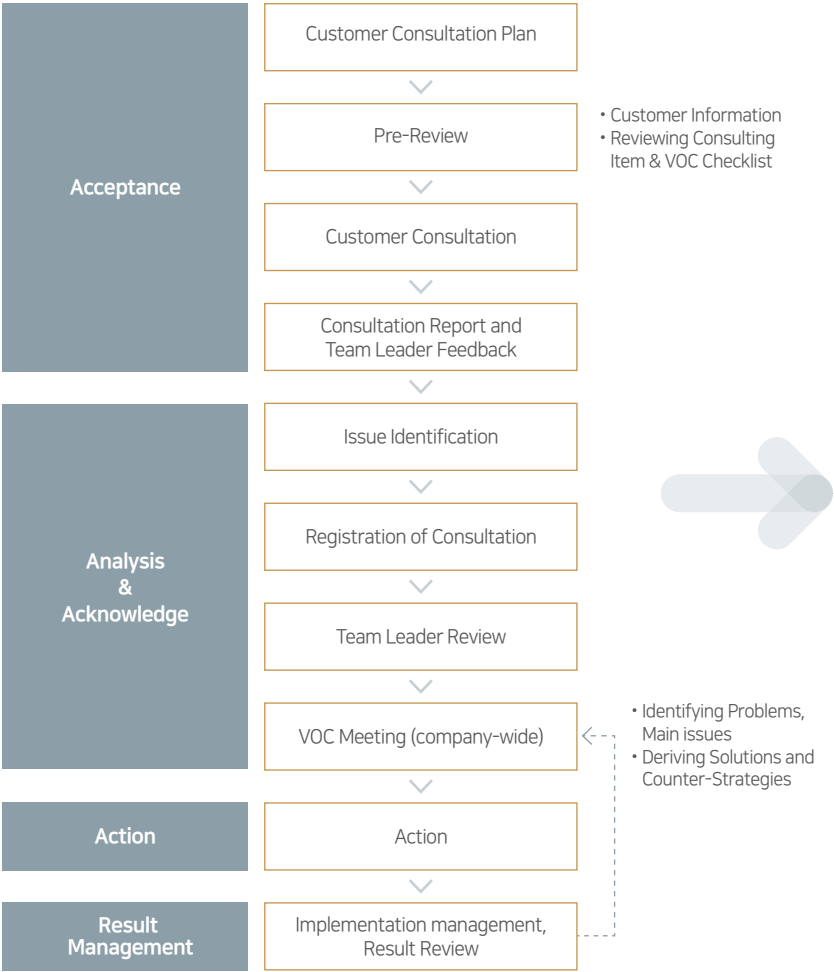 Acceptance
Customer Consultation Plan
Pre-Review
• Customer Information
• Reviewing Consulting
Item & VOC Checklist
Customer Consultation
Consultation Report and
Team Leader Feedback
Analysis
&
Acknowledge
Issue Identification
Registration of Consultation
Team Leader Review
VOC Meeting (company-wide)
• Identifying Problems,
Main issues
• Deriving Solutions and
Counter-Strategies
Action
Action
Result
Management
Implementation management,
Result Review